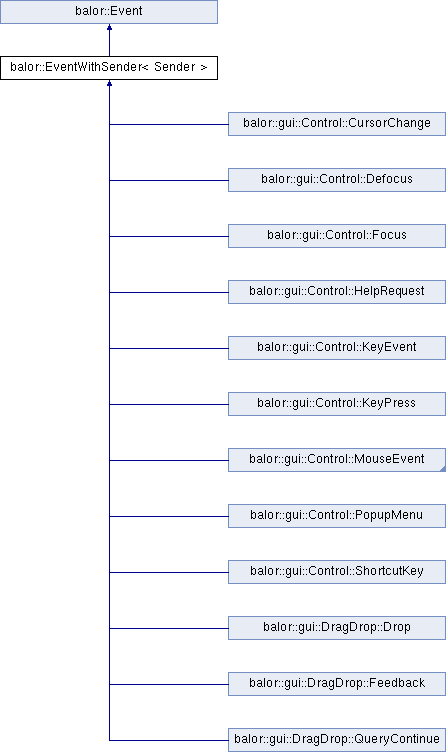 balor::Event
balor::EventWithSender< Sender >
balor::gui::Control::CursorChange
balor::gui::Control::Defocus
balor::gui::Control::Focus
balor::gui::Control::HelpRequest
balor::gui::Control::KeyEvent
balor::gui::Control::KeyPress
balor::gui::Control::MouseEvent
balor::gui::Control::PopupMenu
balor::gui::Control::ShortcutKey
balor::gui::DragDrop::Drop
balor::gui::DragDrop::Feedback
balor::gui::DragDrop::QueryContinue